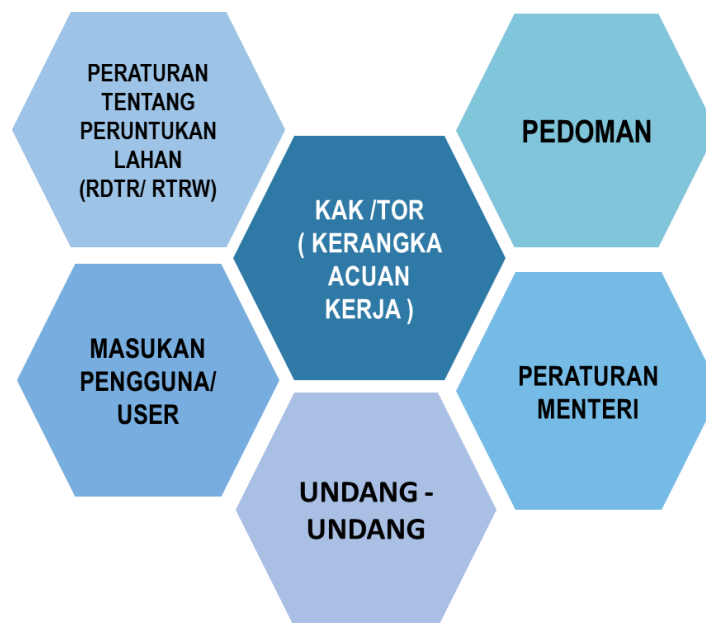 PERATURAN
TENTANG
PERUNTUKAN
LAHAN
(RDTR/ RTRW)
PEDOMAN
KAK /TOR
( KERANGKA
ACUAN
KERJA )
MASUKAN
PENGGUNA/
USER
PERATURAN
MENTERI
UNDANG -
UNDANG